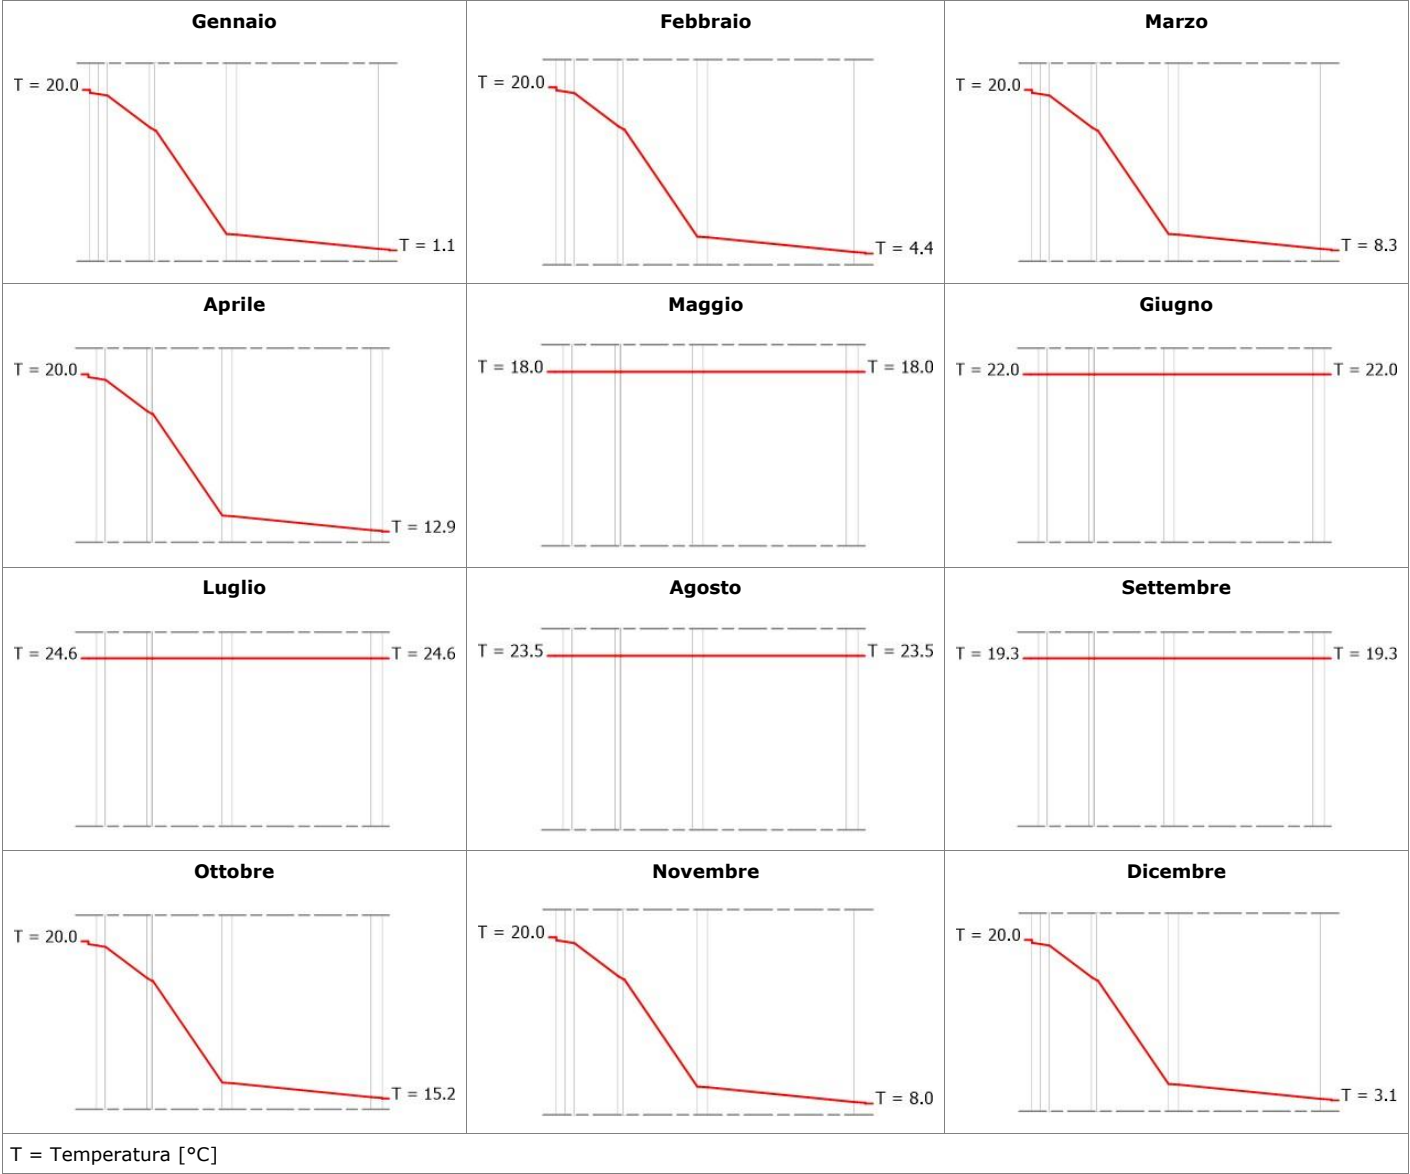 Gennaio
T = 20.0
T = 1.1
Febbraio
T = 20.0
T = 4.4
Marzo
T = 20.0
T = 8.3
Aprile
T = 20.0
T = 12.9
Maggio
T = 18.0
T = 18.0
Giugno
T = 22.0
T = 22.0
Luglio
T = 24.6
T = 24.6
Agosto
T = 23.5
T = 23.5
Settembre
T = 19.3
T = 19.3
Ottobre
T = 20.0
T = 15.2
Novembre
T = 20.0
T = 8.0
Dicembre
T = 20.0
T = 3.1
T = Temperatura [°C]